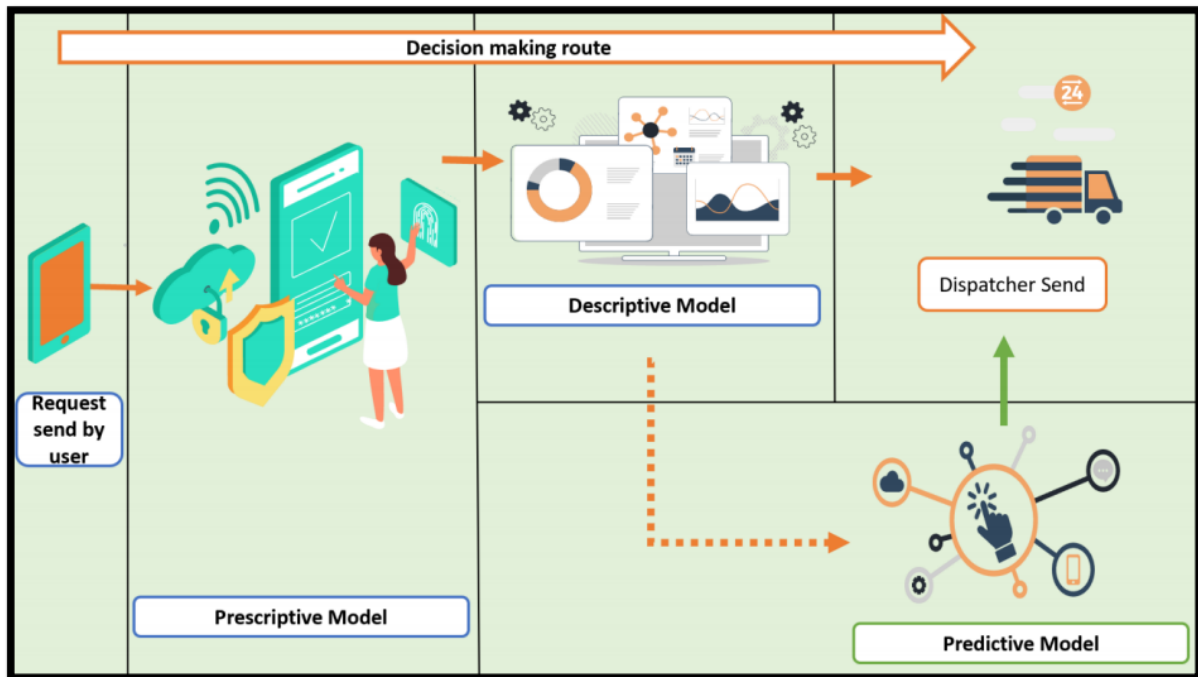 Decision making route
24
Descriptive Model
Dispatcher Send
Request
send by
user
Prescriptive Model
Predictive Model